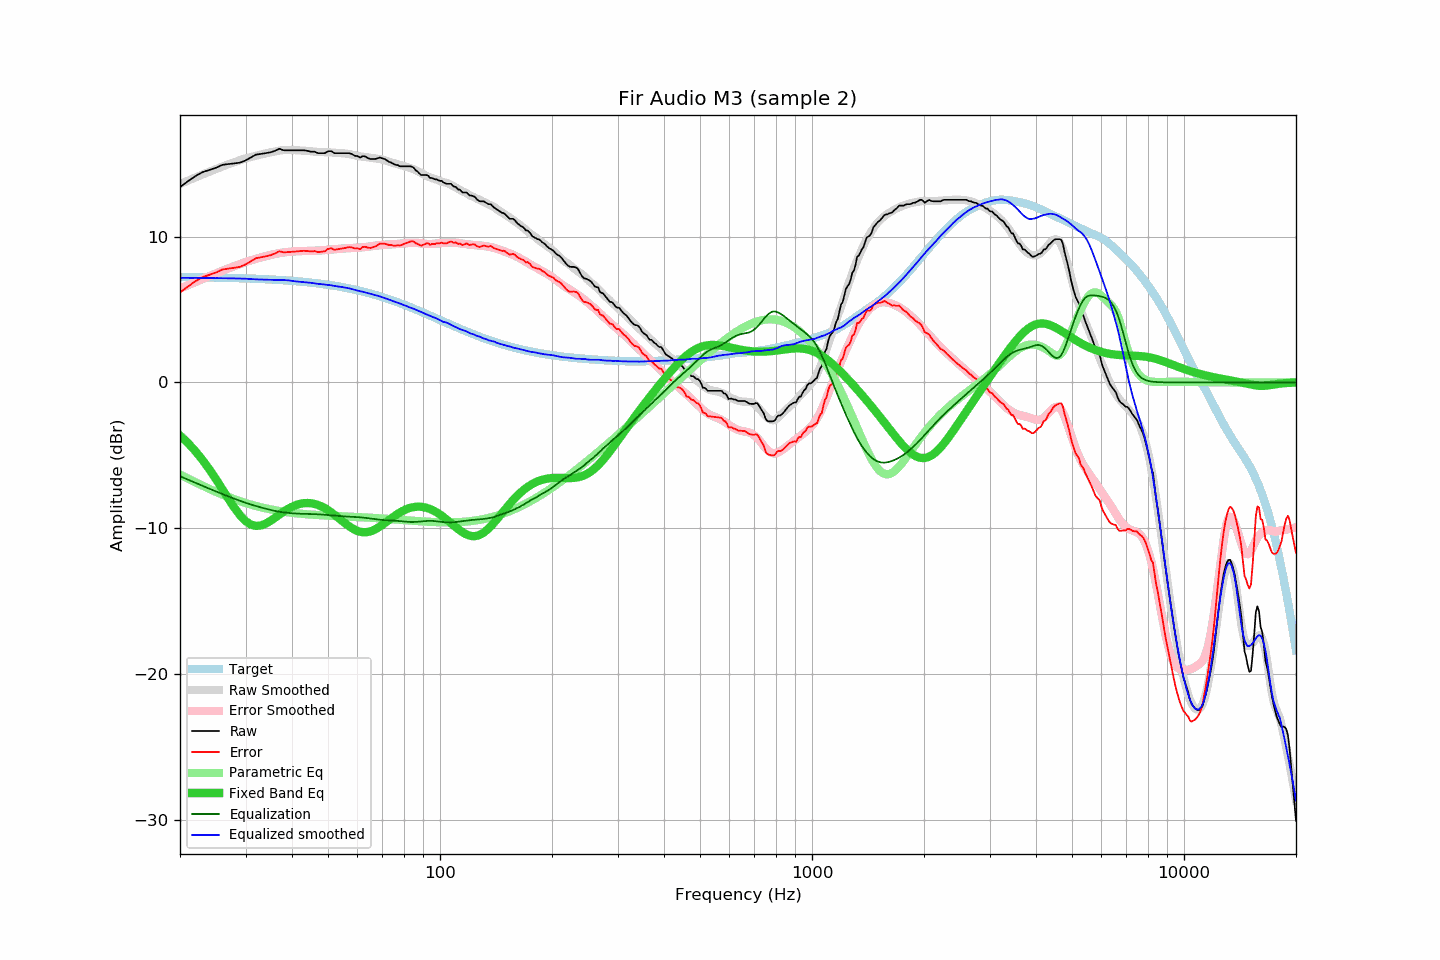 Fir Audio M3 (sample 2)
Amplitude (dBr)
10
0
−10
−20
−30
Target
Raw Smoothed
Error Smoothed
Raw
Error
Parametric Eq
Fixed Band Eq
Equalization
Equalized smoothed
100
1000
10000
Frequency (Hz)